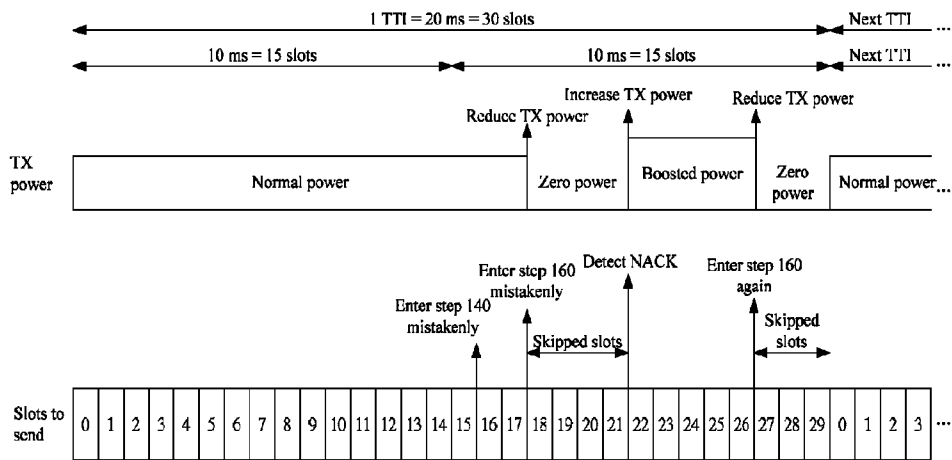 1 TTI = 20 ms = 30 slots Next TTI ...
10 ms = 15 slots 10 ms = 15 slots Next TTI ...
Increase TX power Reduce TX power
Reduce TX power
TX power
Normal power Zero power Boosted power Zero power Normal power ...
Detect NACK
Enter step 160 mistakenly
Enter step 160 again
Enter step 140 mistakenly
Skipped slots
Skipped slots
Slots to send
0 1 2 3 4 5 6 7 8 9 10 11 12 13 14 15 16 17 18 19 20 21 22 23 24 25 26 27 28 29 0 1 2 3 ...